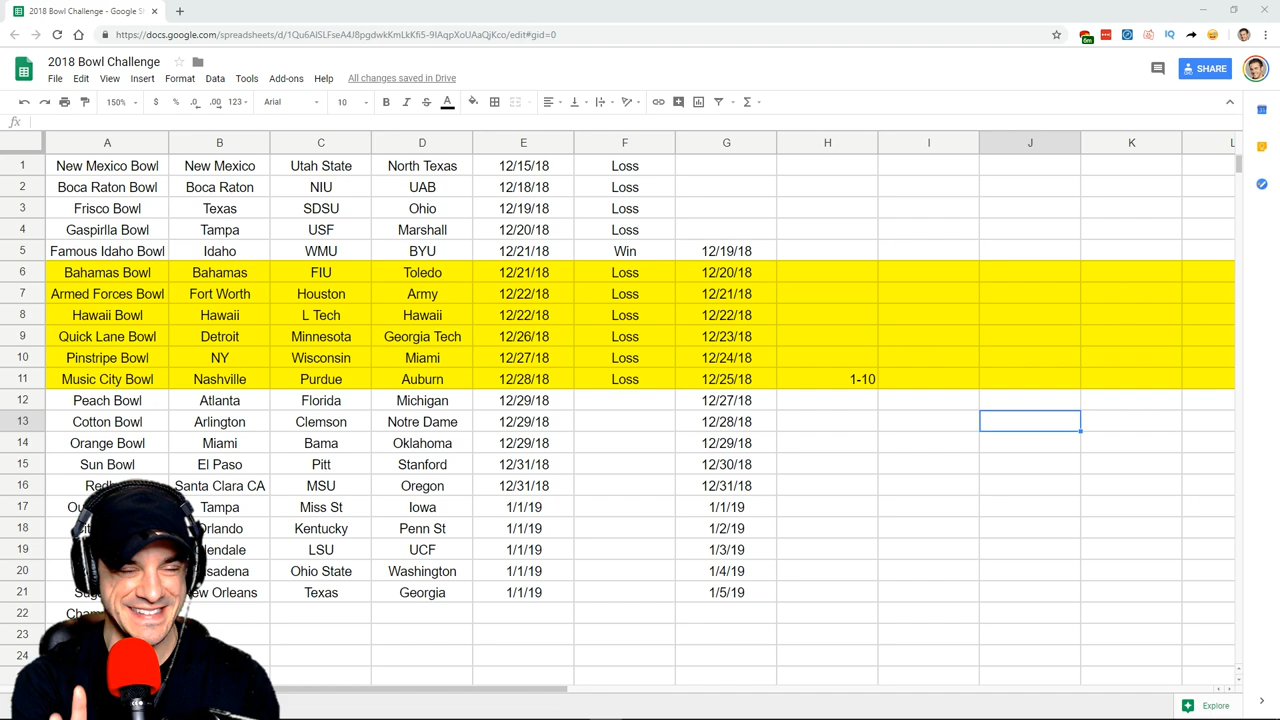 2018 Bowl Challenge - Google S
https://docs.google.com/spreadsheets/d/1Qu6AlSLFseA4J8pgdwkKmLkKfi5-9IAqpXoUAaQjKco/edit#gid=0
2018 Bowl Challenge
File Edit View Insert Format Data Tools Add-ons Help All changes saved in Drive
SHARE
150% $ % .0 .00 123 Arial 10 B I S A
fx
A B C D E F G H I J K L
1 New Mexico Bowl New Mexico Utah State North Texas 12/15/18 Loss
2 Boca Raton Bowl Boca Raton NIU UAB 12/18/18 Loss
3 Frisco Bowl Texas SDSU Ohio 12/19/18 Loss
4 Gaspirlla Bowl Tampa USF Marshall 12/20/18 Loss
5 Famous Idaho Bowl Idaho WMU BYU 12/21/18 Win 12/19/18
6 Bahamas Bowl Bahamas FIU Toledo 12/21/18 Loss 12/20/18
7 Armed Forces Bowl Fort Worth Houston Army 12/22/18 Loss 12/21/18
8 Hawaii Bowl Hawaii L Tech Hawaii 12/22/18 Loss 12/22/18
9 Quick Lane Bowl Detroit Minnesota Georgia Tech 12/26/18 Loss 12/23/18
10 Pinstripe Bowl NY Wisconsin Miami 12/27/18 Loss 12/24/18
11 Music City Bowl Nashville Purdue Auburn 12/28/18 Loss 12/25/18 1-10
12 Peach Bowl Atlanta Florida Michigan 12/29/18 12/27/18
13 Cotton Bowl Arlington Clemson Notre Dame 12/29/18 12/28/18
14 Orange Bowl Miami Bama Oklahoma 12/29/18 12/29/18
15 Sun Bowl El Paso Pitt Stanford 12/31/18 12/30/18
16 Red Santa Clara CA MSU Oregon 12/31/18 12/31/18
17 Ou Tampa Miss St Iowa 1/1/19 1/1/19
18 Cit Orlando Kentucky Penn St 1/1/19 1/2/19
19 lendale LSU UCF 1/1/19 1/3/19
20 sadena Ohio State Washington 1/1/19 1/4/19
21 Sug ew Orleans Texas Georgia 1/1/19 1/5/19
22 Cham
23
24
Explore